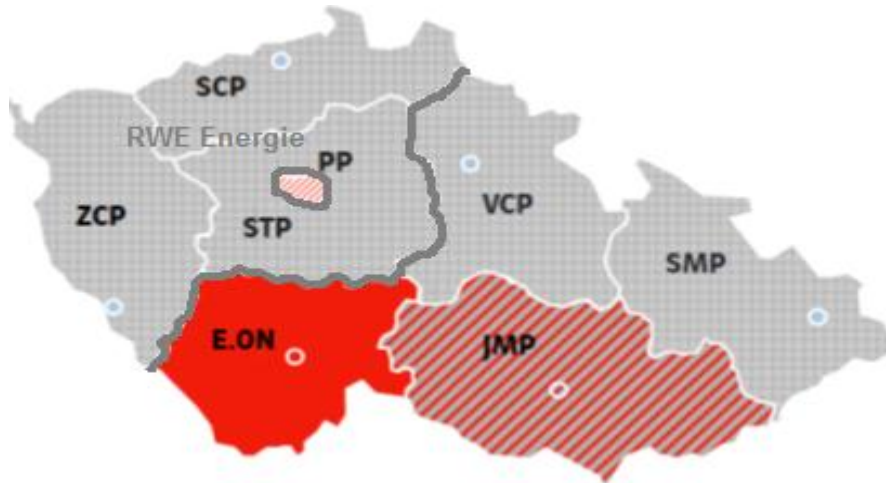 SCP
RWE Energie
PP
ZCP
STP
VCP
SMP
E.ON
JMP